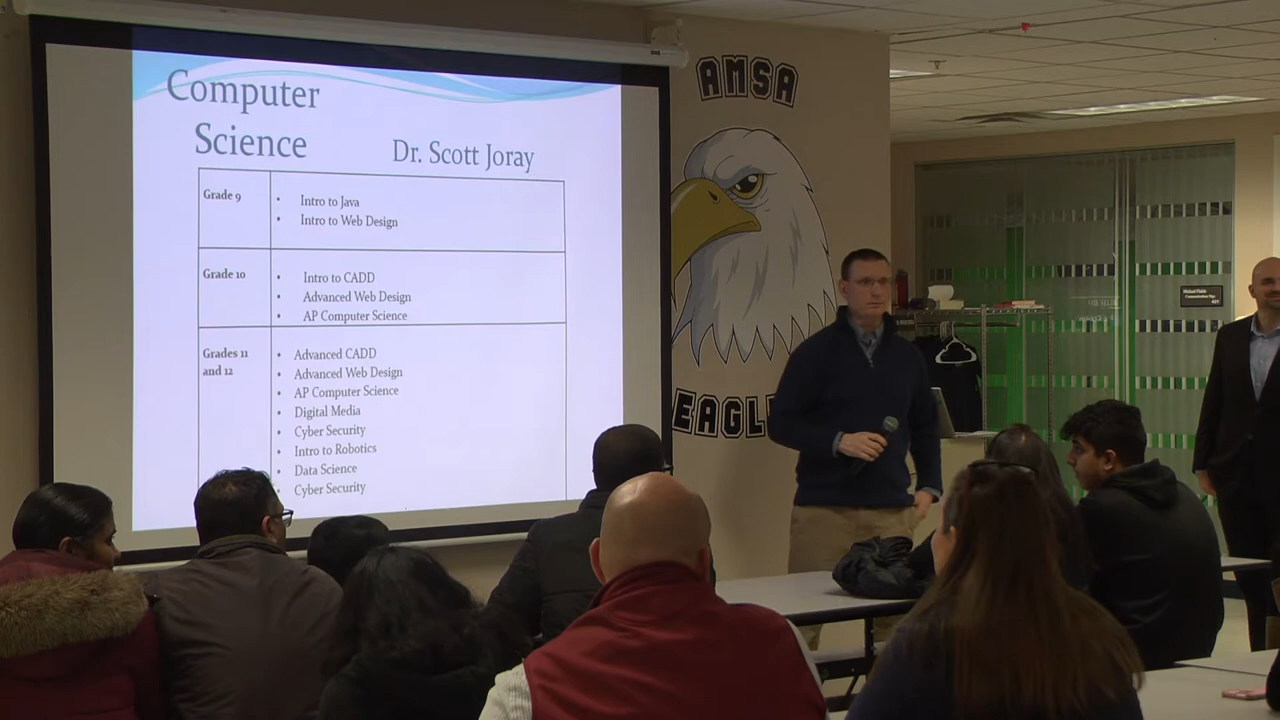 Computer
Science
Dr. Scott Joray
Grade 9
• Intro to Java
• Intro to Web Design
Grade 10
• Intro to CADD
• Advanced Web Design
• AP Computer Science
Grades 11
and 12
• Advanced CADD
• Advanced Web Design
• AP Computer Science
• Digital Media
• Cyber Security
• Intro to Robotics
• Data Science
• Cyber Security
AMSA
EAGL